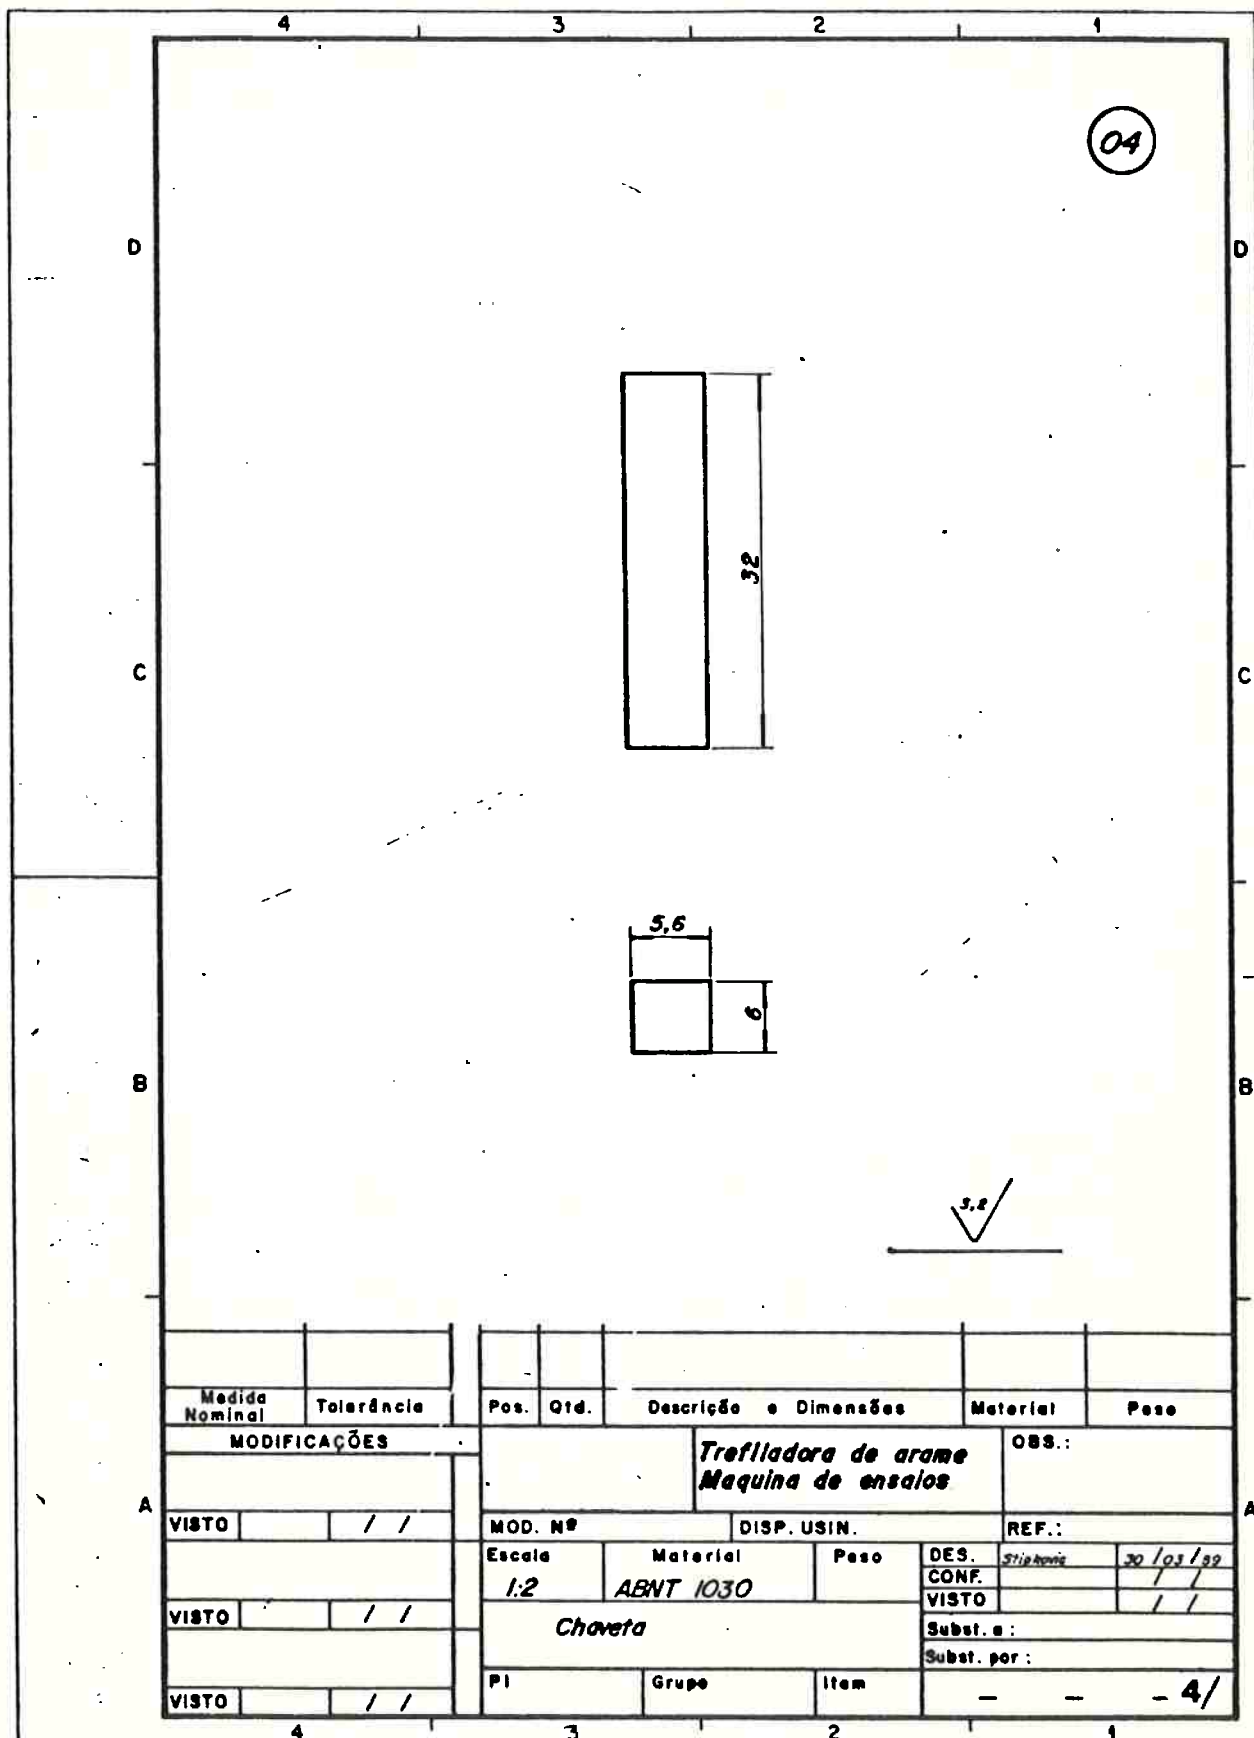 4 3 2 1
04
D D
32
C C
5,6
6
B B
3,2
Medida Nominal Tolerância Pos. Qtd. Descrição e Dimensões Material Peso
MODIFICAÇÕES
Trefiladora de arame
Maquina de ensaios
OBS.:
A A
VISTO / / MOD. Nº DISP. USIN. REF.:
Escala Material Peso DES. 30 / 03 / 99
1:2 ABNT 1030 CONF. / /
VISTO / / VISTO / /
Chaveta Subst. a :
Subst. por :
PI Grupo Item
VISTO / / - - - 4/
4 3 2 1